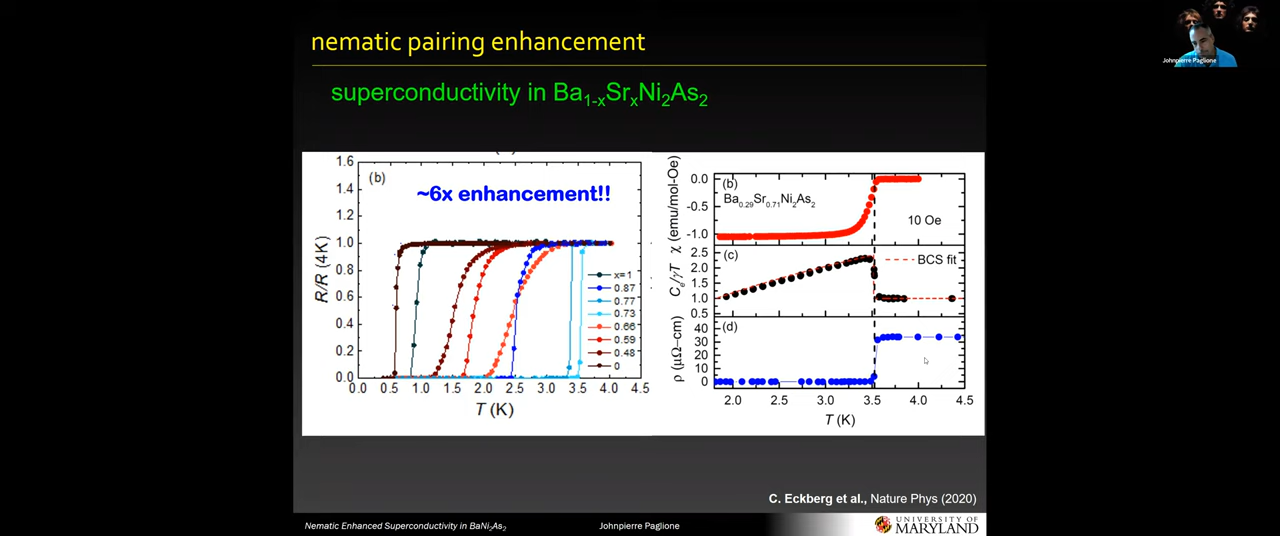 nematic pairing enhancement
superconductivity in Ba1-xSrxNi2As2
Johnpierre Paglione
(b)
~6x enhancement!!
R/R (4K)
1.6
1.4
1.2
1.0
0.8
0.6
0.4
0.2
0.0
x=1
0.87
0.77
0.73
0.66
0.59
0.48
0
0.0 0.5 1.0 1.5 2.0 2.5 3.0 3.5 4.0 4.5
T (K)
χ (emu/mol-Oe)
0.0
-0.5
-1.0
(b)
Ba0.29Sr0.71Ni2As2
10 Oe
Ce/γT
2.5
2.0
1.5
1.0
0.5
(c)
BCS fit
ρ (μΩ–cm)
40
30
20
10
0
(d)
2.0 2.5 3.0 3.5 4.0 4.5
T (K)
C. Eckberg et al., Nature Phys (2020)
Nematic Enhanced Superconductivity in BaNi2As2
Johnpierre Paglione
UNIVERSITY OF
MARYLAND